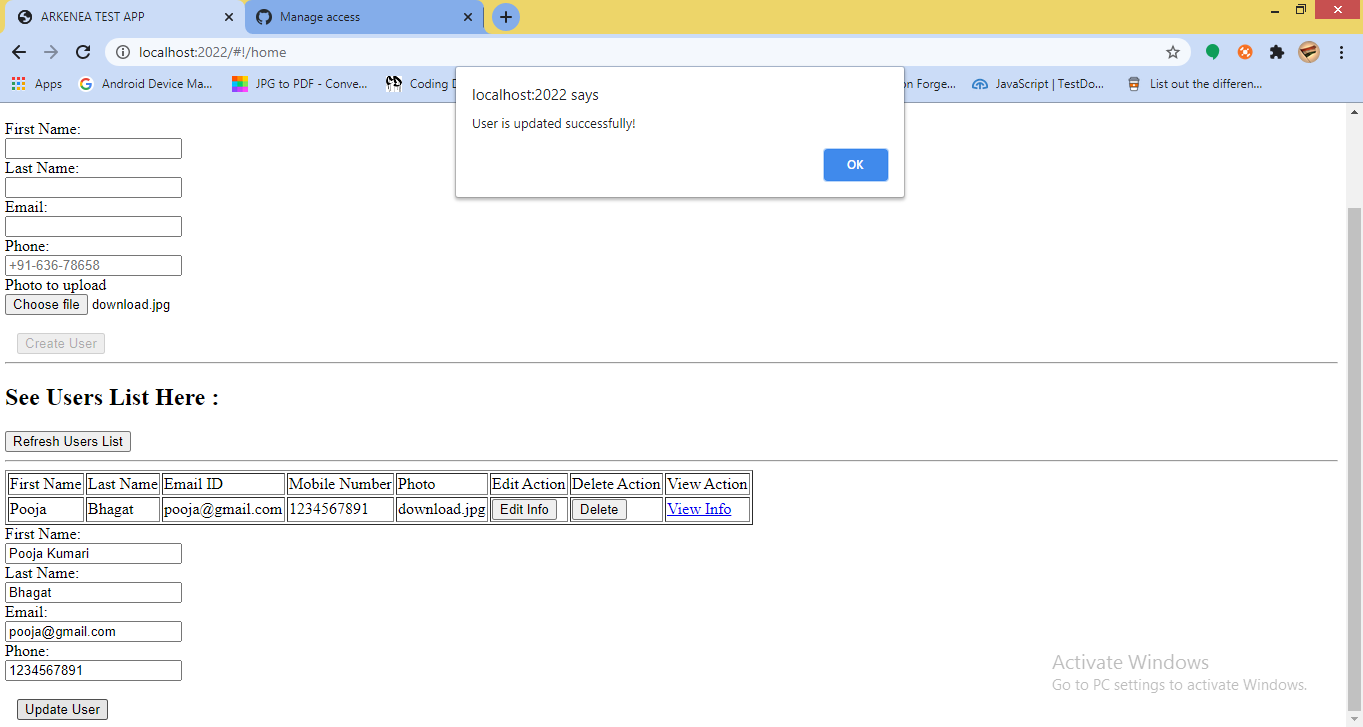 ARKENEA TEST APP
Manage access
localhost:2022/#!/home
Apps
Android Device Ma...
JPG to PDF - Conve...
Coding D
on Forge...
JavaScript | TestDo...
List out the differen...
localhost:2022 says
User is updated successfully!
OK
First Name:
Last Name:
Email:
Phone:
+91-636-78658
Photo to upload
Choose file download.jpg
Create User
See Users List Here :
Refresh Users List
First Name Last Name Email ID Mobile Number Photo Edit Action Delete Action View Action
Pooja Bhagat pooja@gmail.com 1234567891 download.jpg Edit Info Delete View Info
First Name:
Pooja Kumari
Last Name:
Bhagat
Email:
pooja@gmail.com
Phone:
1234567891
Update User
Activate Windows
Go to PC settings to activate Windows.